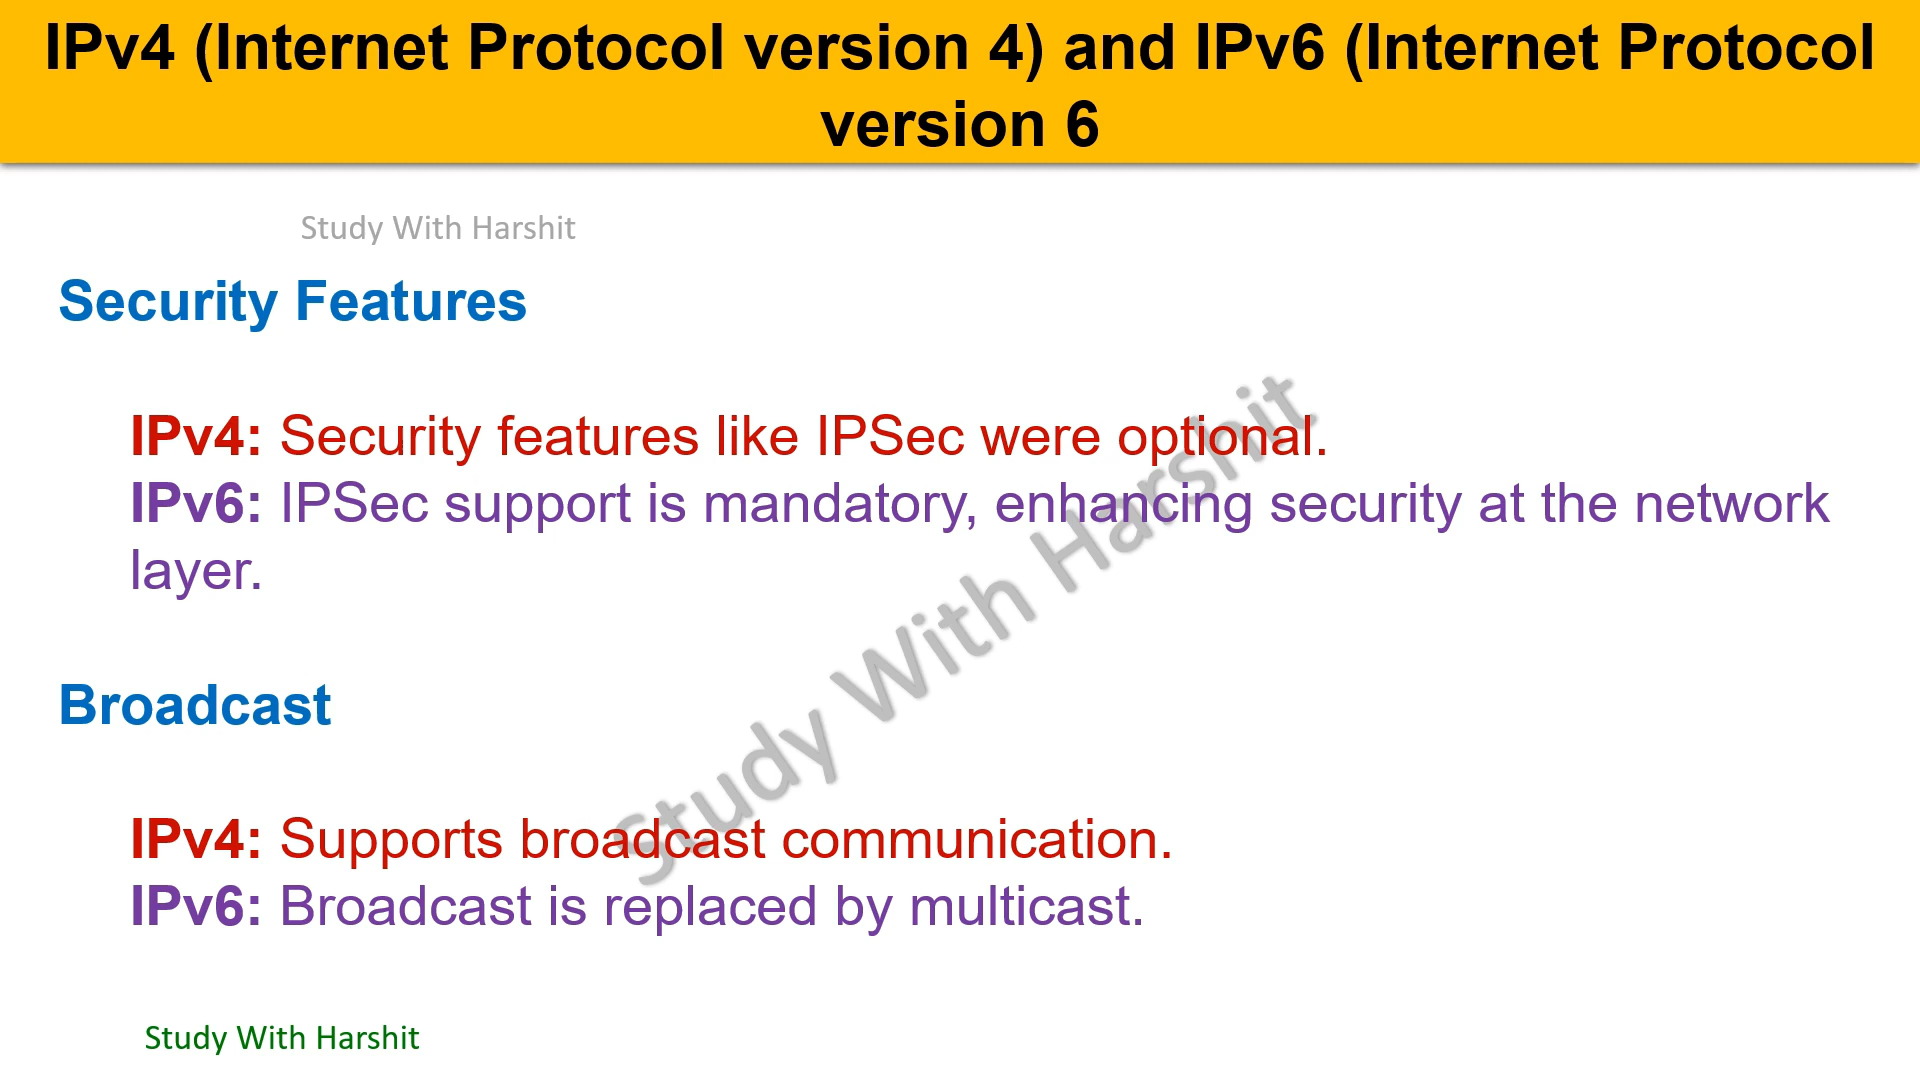 IPv4 (Internet Protocol version 4) and IPv6 (Internet Protocol
version 6
Study With Harshit
Security Features
IPv4: Security features like IPSec were optional.
IPv6: IPSec support is mandatory, enhancing security at the network
layer.
Study With Harshit
Broadcast
IPv4: Supports broadcast communication.
IPv6: Broadcast is replaced by multicast.
Study With Harshit